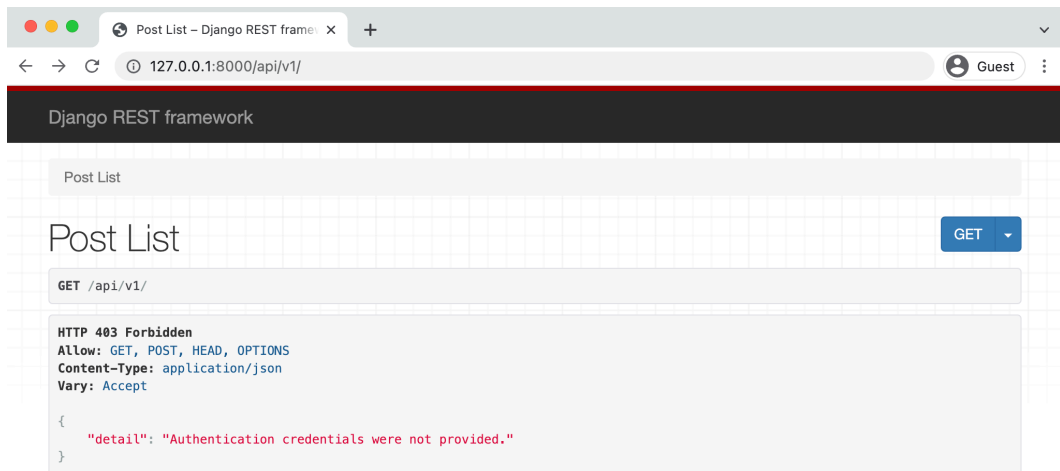 Post List – Django REST framew
127.0.0.1:8000/api/v1/
Guest
Django REST framework
Post List
Post List
GET
GET /api/v1/
HTTP 403 Forbidden
Allow: GET, POST, HEAD, OPTIONS
Content-Type: application/json
Vary: Accept
{
"detail": "Authentication credentials were not provided."
}